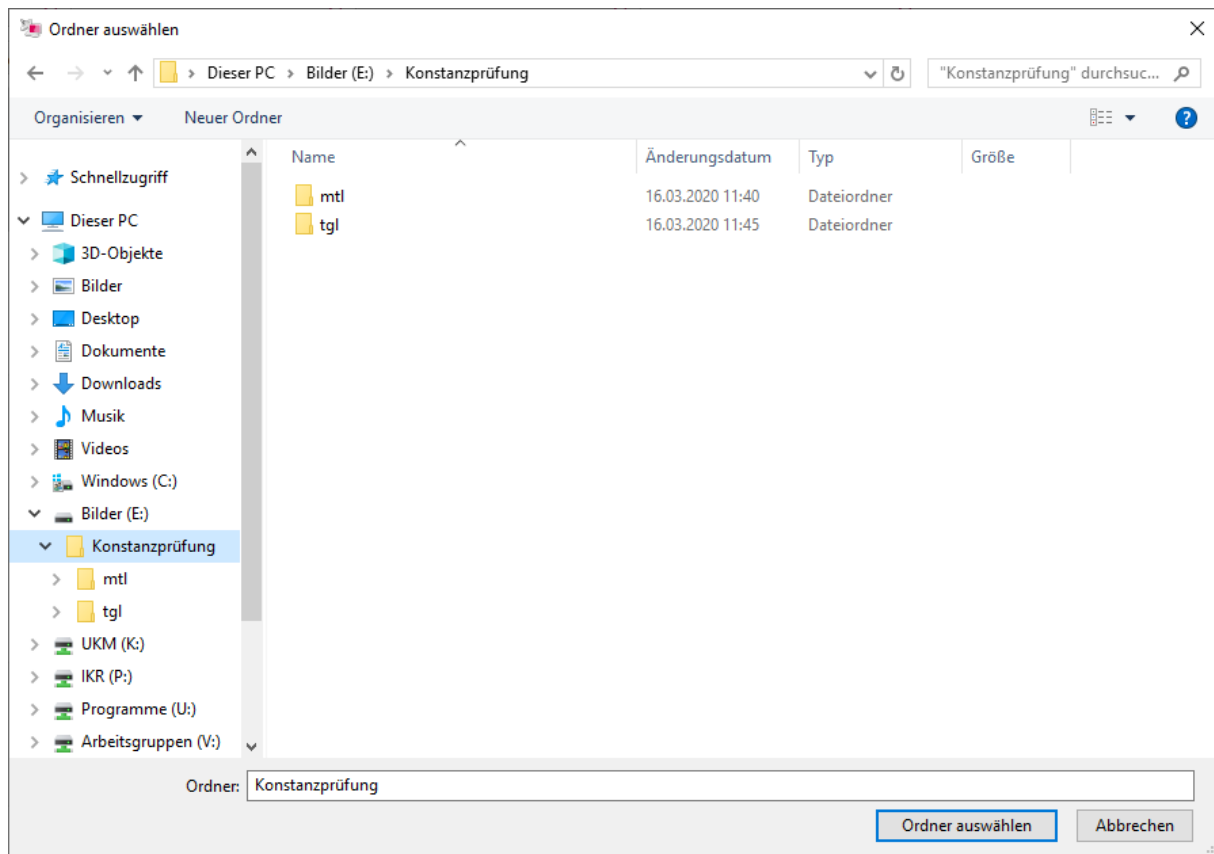 Ordner auswählen
Dieser PC > Bilder (E:) > Konstanzprüfung
"Konstanzprüfung" durchsuc...
Organisieren Neuer Ordner
Name Änderungsdatum Typ Größe
mtl 16.03.2020 11:40 Dateiordner
tgl 16.03.2020 11:45 Dateiordner
Schnellzugriff
Dieser PC
3D-Objekte
Bilder
Desktop
Dokumente
Downloads
Musik
Videos
Windows (C:)
Bilder (E:)
Konstanzprüfung
mtl
tgl
UKM (K:)
IKR (P:)
Programme (U:)
Arbeitsgruppen (V:)
Ordner: Konstanzprüfung
Ordner auswählen Abbrechen